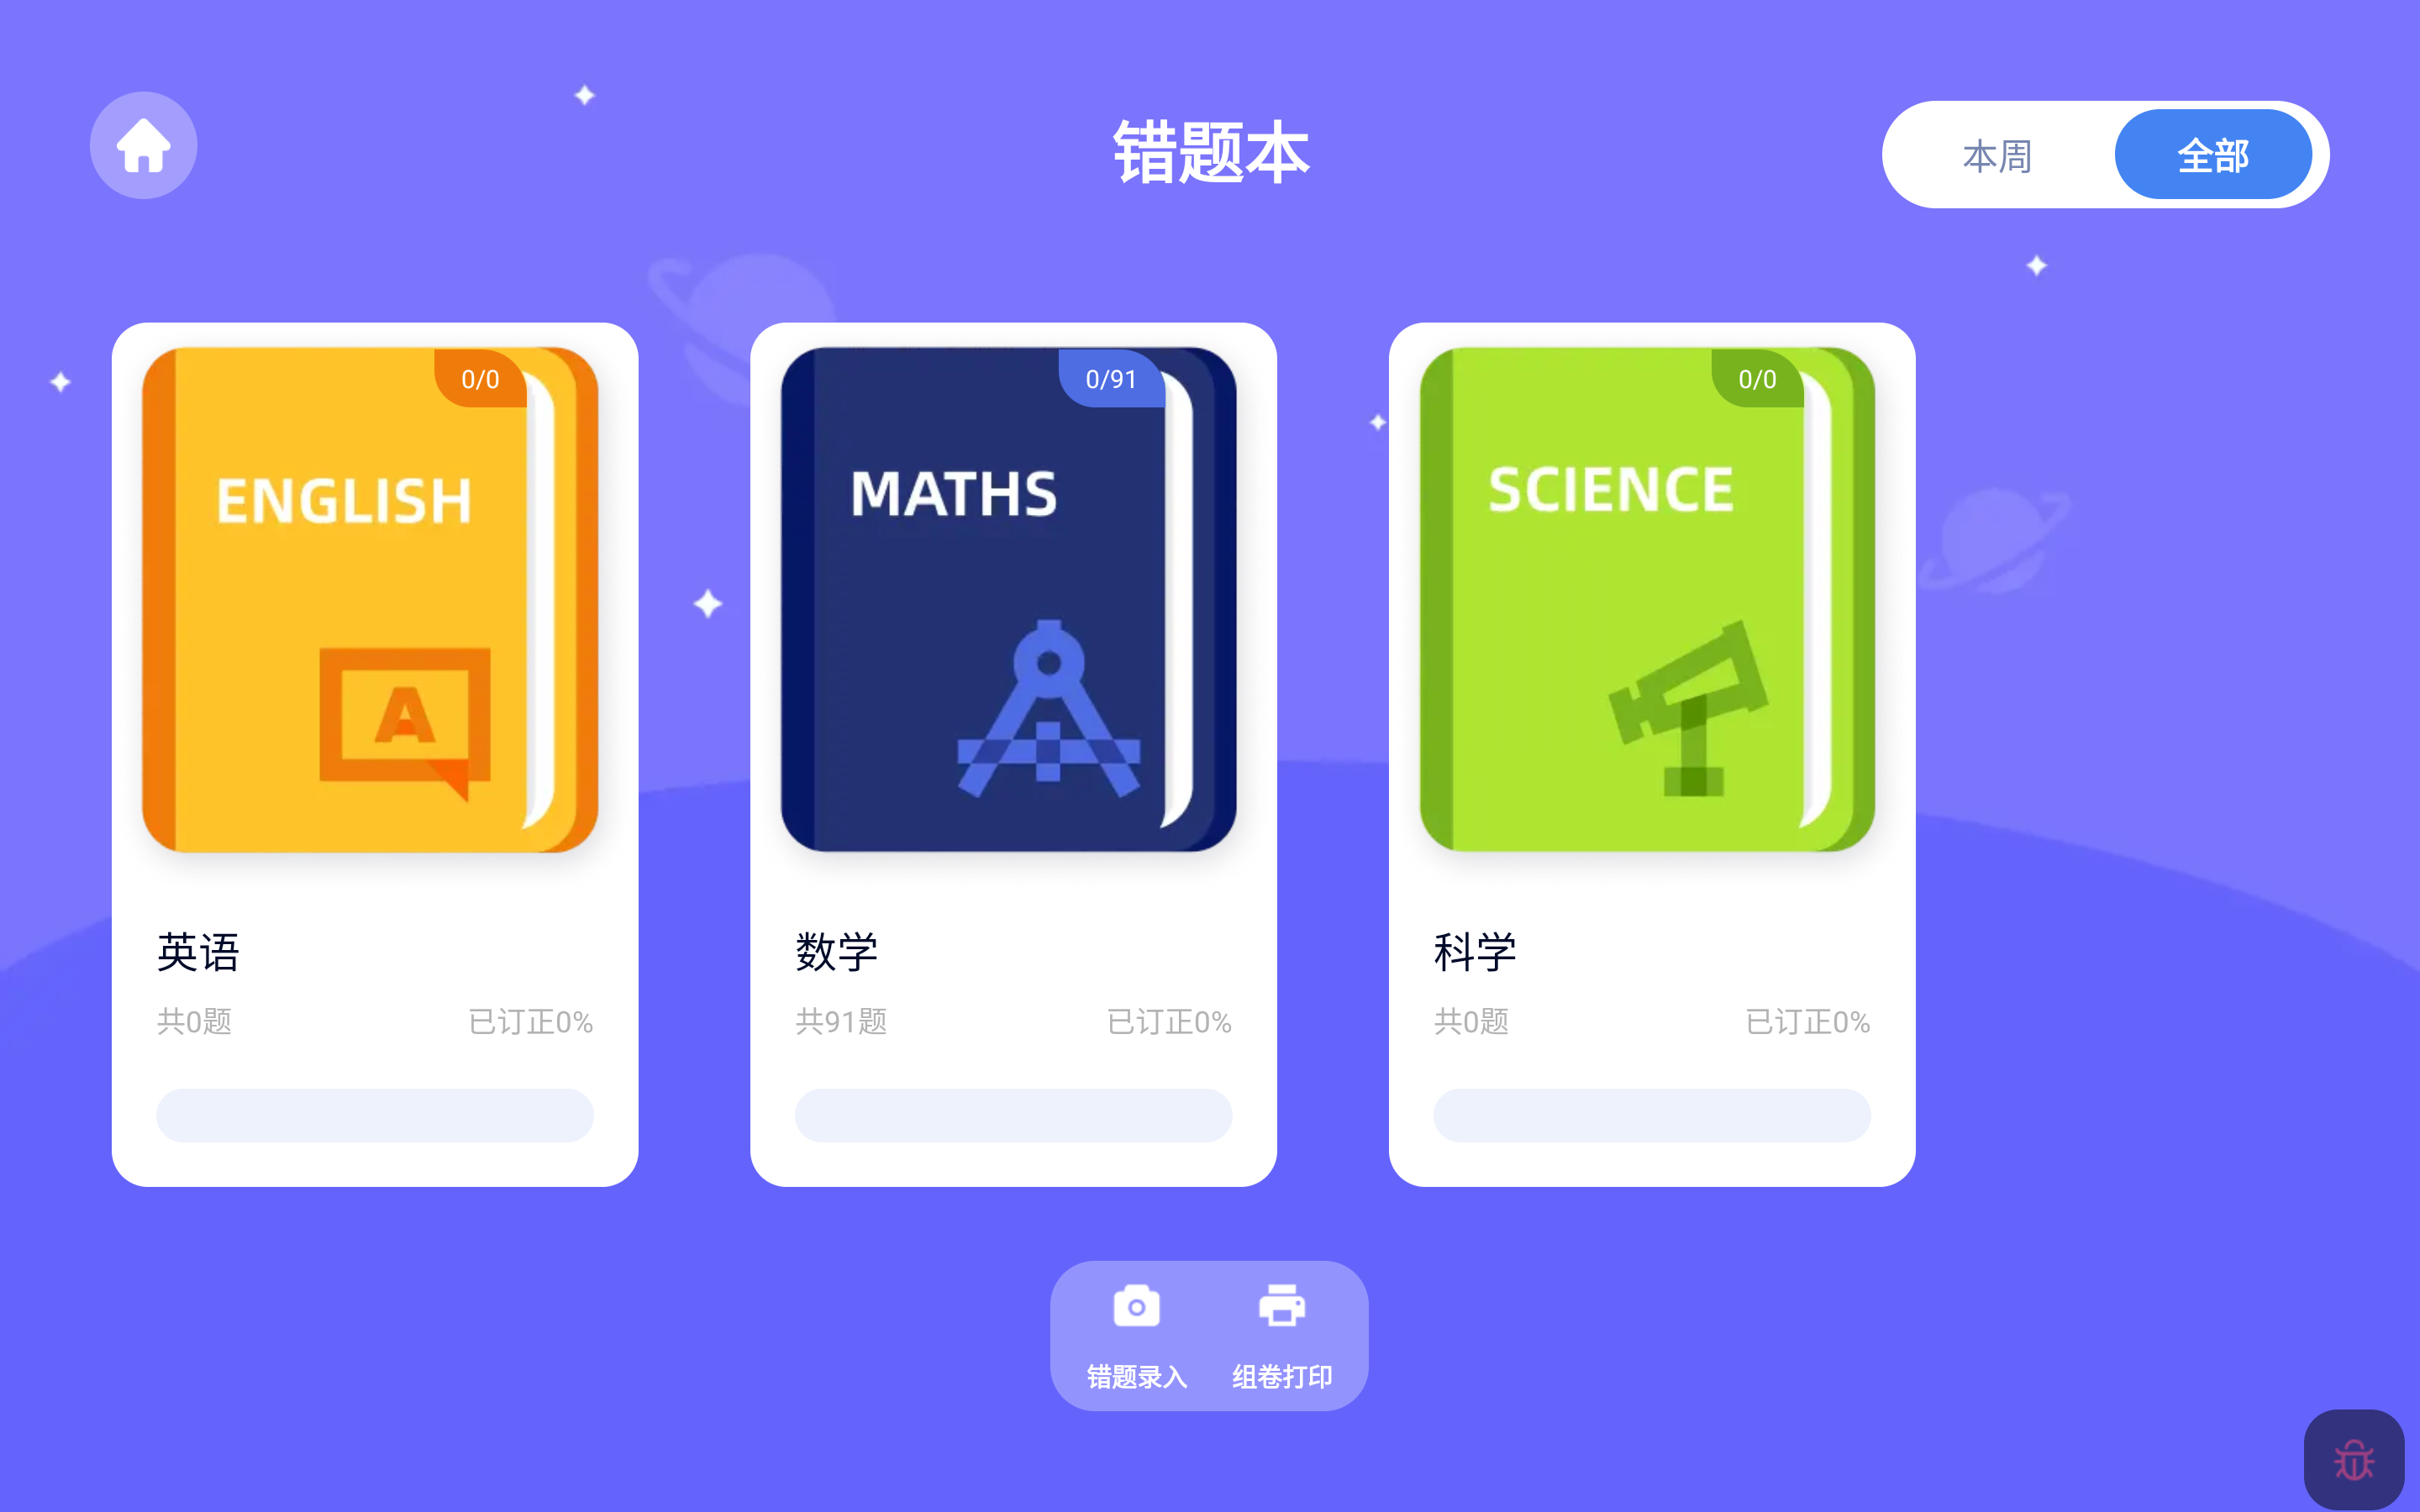 错题本
本周
全部
0/0
ENGLISH
A
英语
共0题
已订正0%
0/91
MATHS
数学
共91题
已订正0%
0/0
SCIENCE
科学
共0题
已订正0%
错题录入
组卷打印